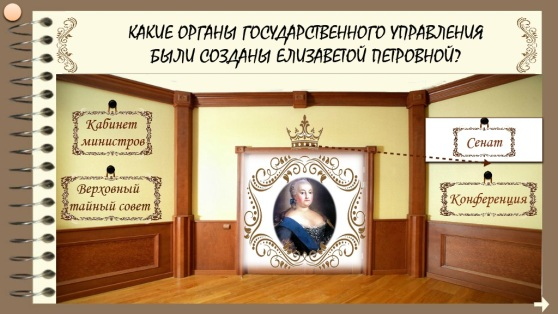 КАКИЕ ОРГАНЫ ГОСУДАРСТВЕННОГО УПРАВЛЕНИЯ
БЫЛИ СОЗДАНЫ ЕЛИЗАВЕТОЙ ПЕТРОВНОЙ?
Кабинет
министров
Верховный
тайный совет
Сенат
Конференция